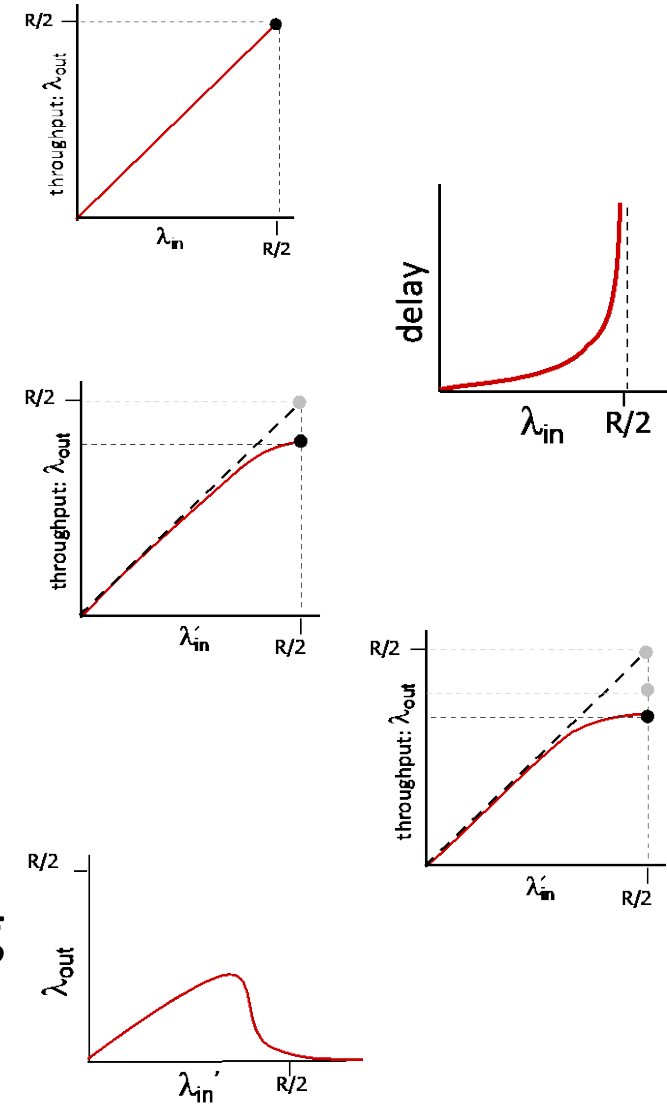 R/2
throughput: λout
λin
R/2
delay
λin
R/2
R/2
throughput: λout
λ'in
R/2
R/2
throughput: λout
λ'in
R/2
R/2
λout
λin'
R/2